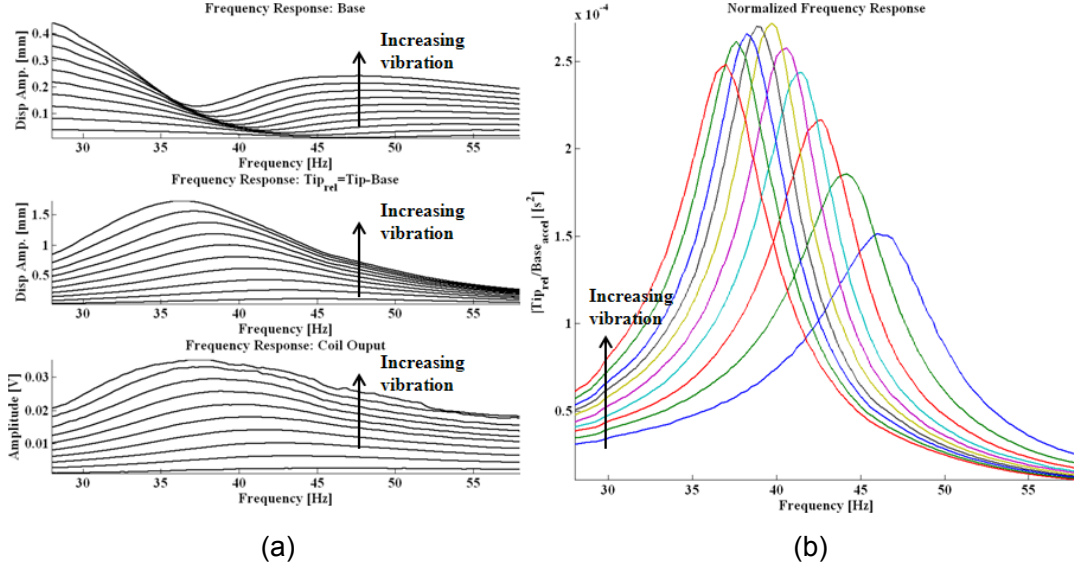 Frequency Response: Base
Disp Amp. [mm]
0.4
0.3
0.2
0.1
Increasing
vibration
30 35 40 45 50 55
Frequency [Hz]
Frequency Response: Tip_rel=Tip-Base
Disp Amp. [mm]
1.5
1
0.5
Increasing
vibration
30 35 40 45 50 55
Frequency [Hz]
Frequency Response: Coil Ouput
Amplitude [V]
0.03
0.02
0.01
Increasing
vibration
30 35 40 45 50 55
Frequency [Hz]
(a)
Normalized Frequency Response
x 10^-4
|Tip_rel/Base_accel| [s^2]
2.5
2
1.5
1
0.5
Increasing
vibration
30 35 40 45 50 55
Frequency [Hz]
(b)